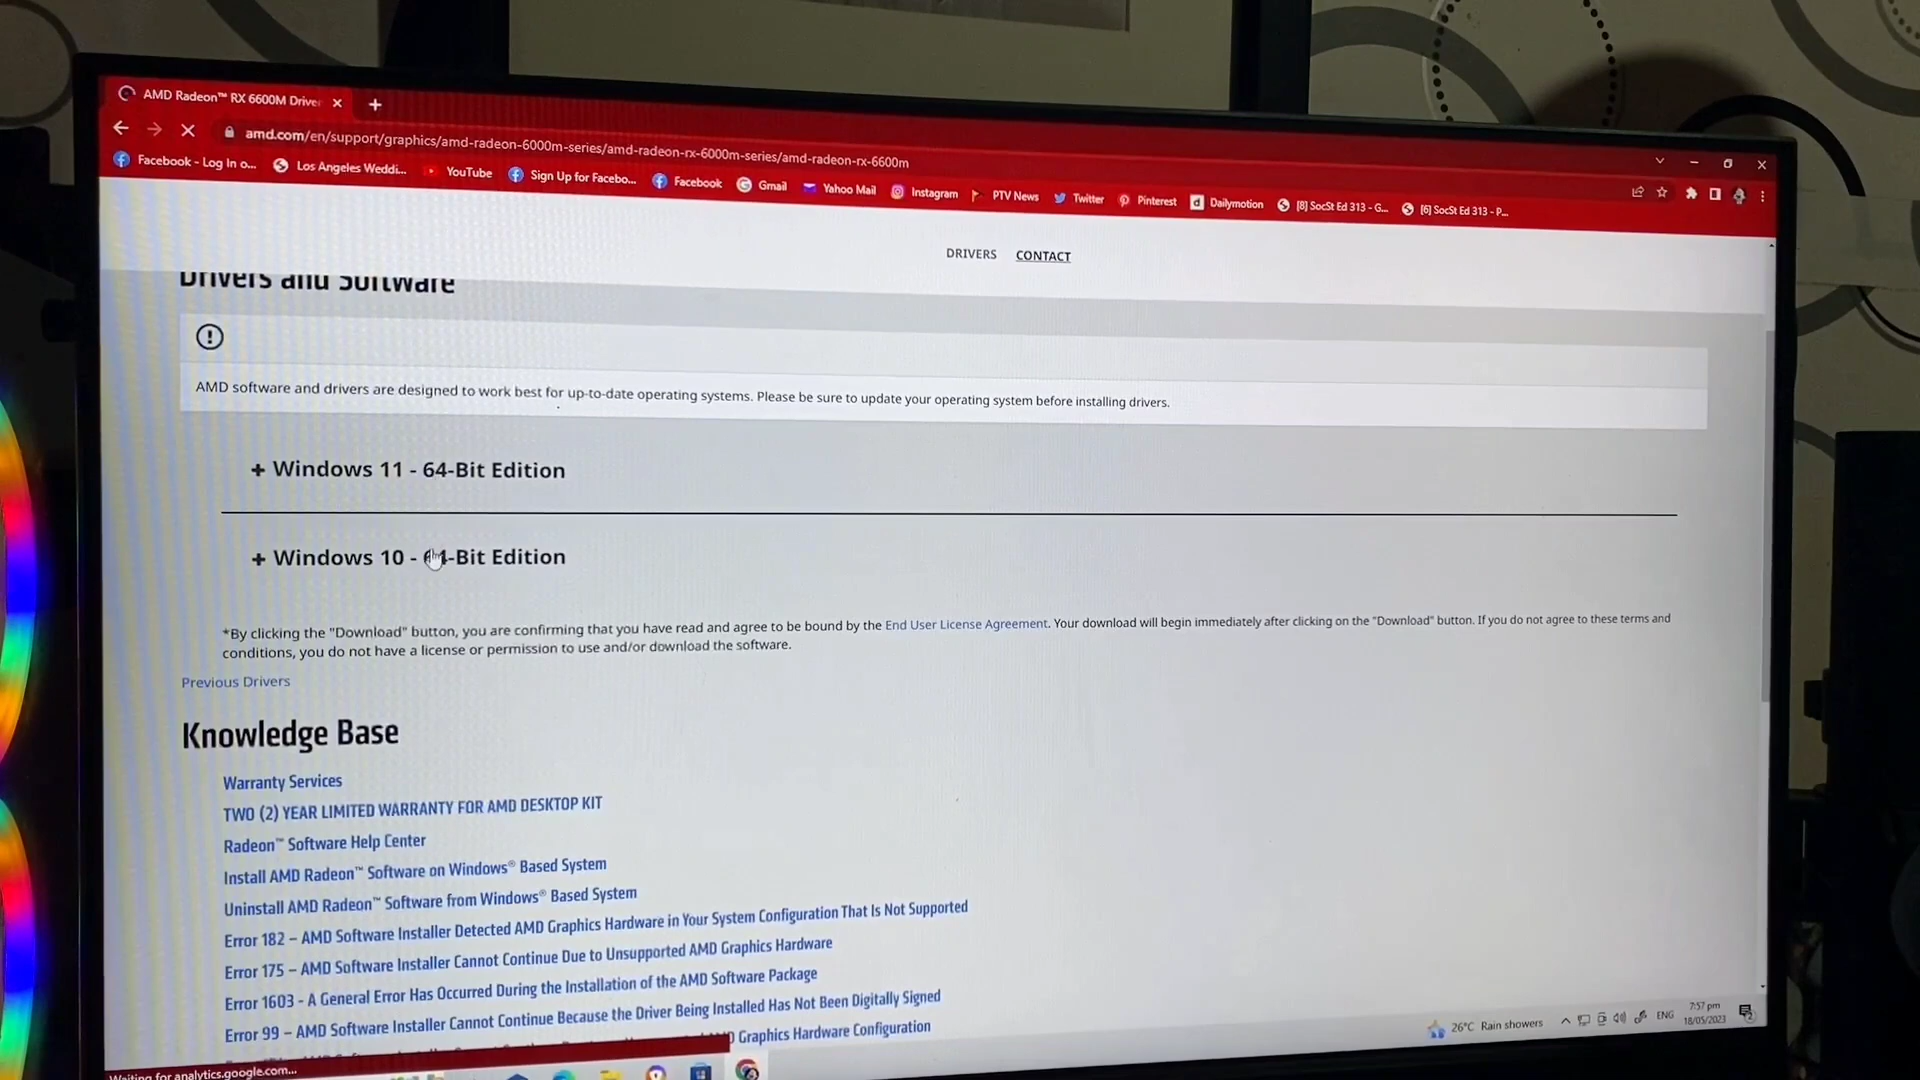 AMD Radeon™ RX 6600M Driver
amd.com/en/support/graphics/amd-radeon-6000m-series/amd-radeon-rx-6000m-series/amd-radeon-rx-6600m
Facebook - Log In o... Los Angeles Weddi... YouTube Sign Up for Facebo... Facebook Gmail Yahoo Mail Instagram PTV News Twitter Pinterest Dailymotion [8] SocSt Ed 313 - G... [6] SocSt Ed 313 - P...
DRIVERS CONTACT
Drivers and Software
AMD software and drivers are designed to work best for up-to-date operating systems. Please be sure to update your operating system before installing drivers.
+ Windows 11 - 64-Bit Edition
+ Windows 10 - 64-Bit Edition
*By clicking the "Download" button, you are confirming that you have read and agree to be bound by the End User License Agreement. Your download will begin immediately after clicking on the "Download" button. If you do not agree to these terms and
conditions, you do not have a license or permission to use and/or download the software.
Previous Drivers
Knowledge Base
Warranty Services
TWO (2) YEAR LIMITED WARRANTY FOR AMD DESKTOP KIT
Radeon™ Software Help Center
Install AMD Radeon™ Software on Windows® Based System
Uninstall AMD Radeon™ Software from Windows® Based System
Error 182 – AMD Software Installer Detected AMD Graphics Hardware in Your System Configuration That Is Not Supported
Error 175 – AMD Software Installer Cannot Continue Due to Unsupported AMD Graphics Hardware
Error 1603 - A General Error Has Occurred During the Installation of the AMD Software Package
Error 99 – AMD Software Installer Cannot Continue Because the Driver Being Installed Has Not Been Digitally Signed
Graphics Hardware Configuration
Waiting for analytics.google.com...
26°C Rain showers ENG 7:57 pm
18/05/2023